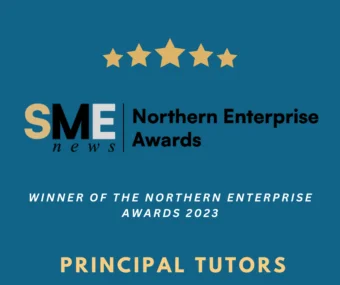 SME news
Northern Enterprise
Awards
WINNER OF THE NORTHERN ENTERPRISE
AWARDS 2023
PRINCIPAL TUTORS